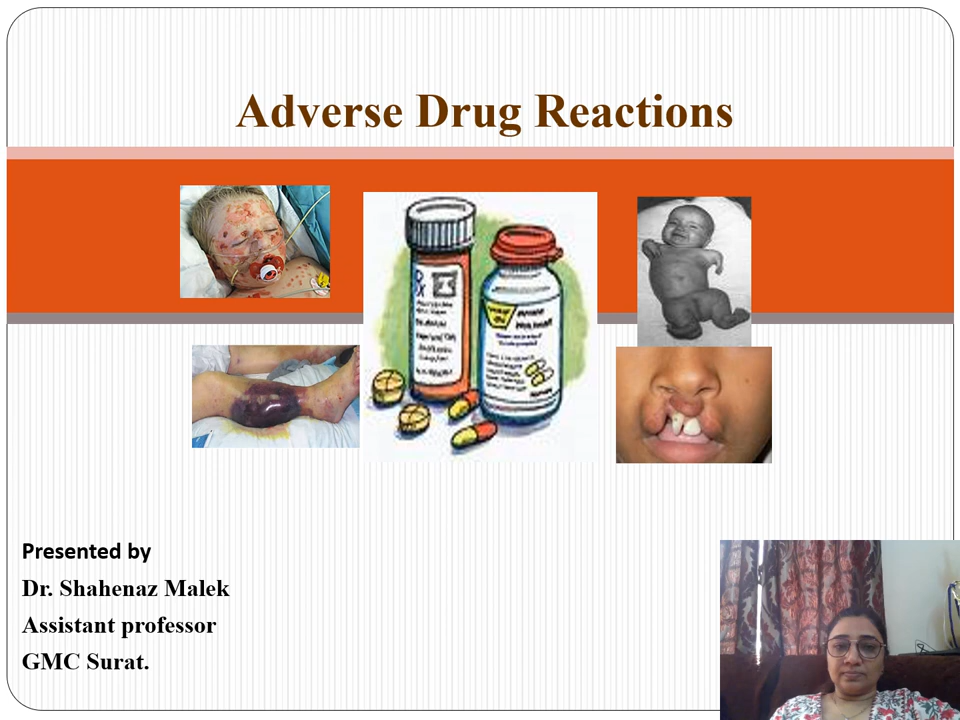 Adverse Drug Reactions
Presented by
Dr. Shahenaz Malek
Assistant professor
GMC Surat.